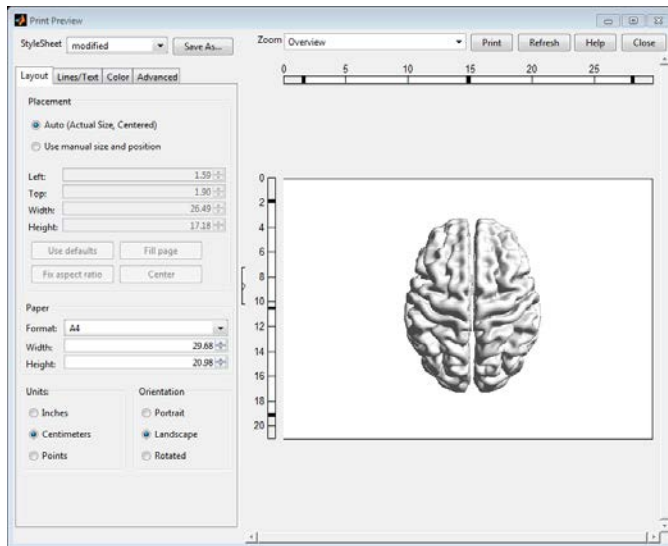 Print Preview
StyleSheet modified Save As... Zoom Overview Print Refresh Help Close
Layout Lines/Text Color Advanced
0 5 10 15 20 25
Placement
Auto (Actual Size, Centered)
Use manual size and position
Left: 1.59
Top: 1.90
Width: 26.49
Height: 17.18
Use defaults Fill page
Fix aspect ratio Center
Paper
Format: A4
Width: 29.68
Height: 20.98
Units: Orientation
Inches Portrait
Centimeters Landscape
Points Rotated
0
2
4
6
8
10
12
14
16
18
20